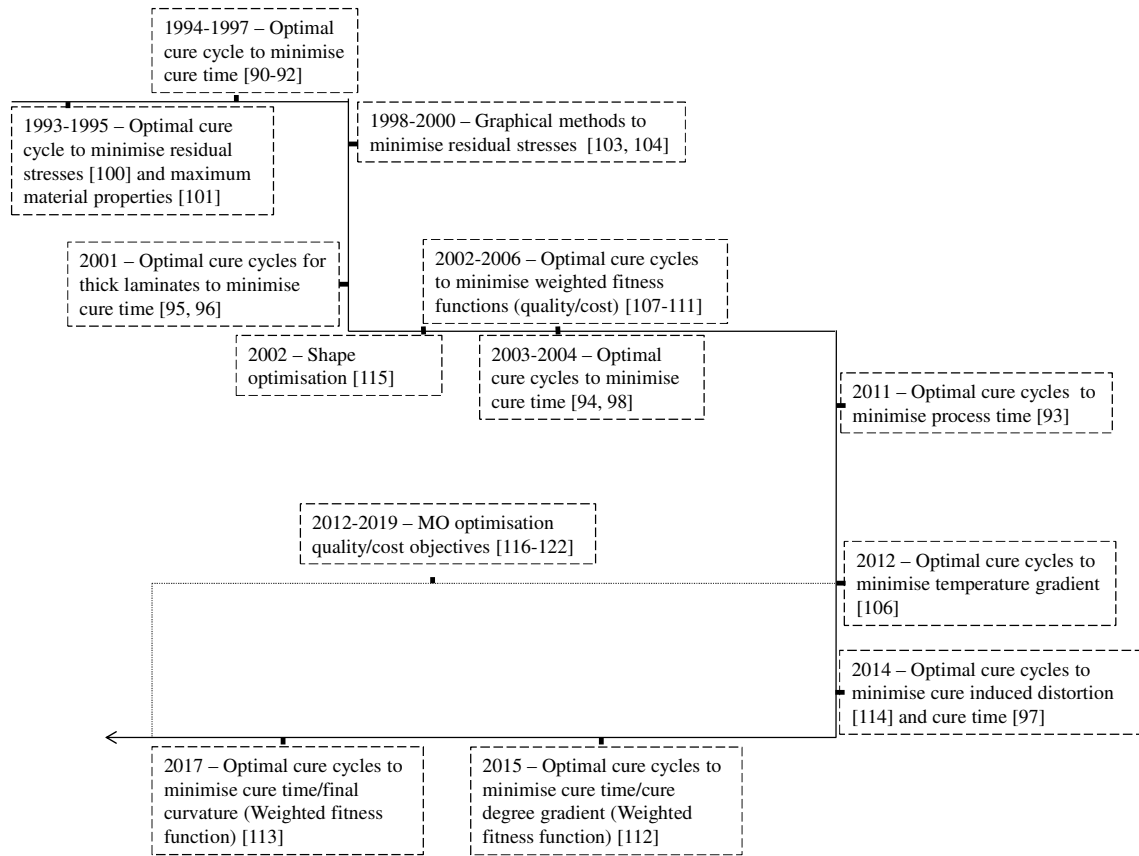 1994-1997 – Optimal
cure cycle to minimise
cure time [90-92]
1993-1995 – Optimal cure
cycle to minimise residual
stresses [100] and maximum
material properties [101]
1998-2000 – Graphical methods to
minimise residual stresses [103, 104]
2001 – Optimal cure cycles for
thick laminates to minimise
cure time [95, 96]
2002-2006 – Optimal cure cycles
to minimise weighted fitness
functions (quality/cost) [107-111]
2002 – Shape
optimisation [115]
2003-2004 – Optimal
cure cycles to minimise
cure time [94, 98]
2011 – Optimal cure cycles to
minimise process time [93]
2012-2019 – MO optimisation
quality/cost objectives [116-122]
2012 – Optimal cure cycles to
minimise temperature gradient
[106]
2014 – Optimal cure cycles to
minimise cure induced distortion
[114] and cure time [97]
2017 – Optimal cure cycles to
minimise cure time/final
curvature (Weighted fitness
function) [113]
2015 – Optimal cure cycles to
minimise cure time/cure
degree gradient (Weighted
fitness function) [112]